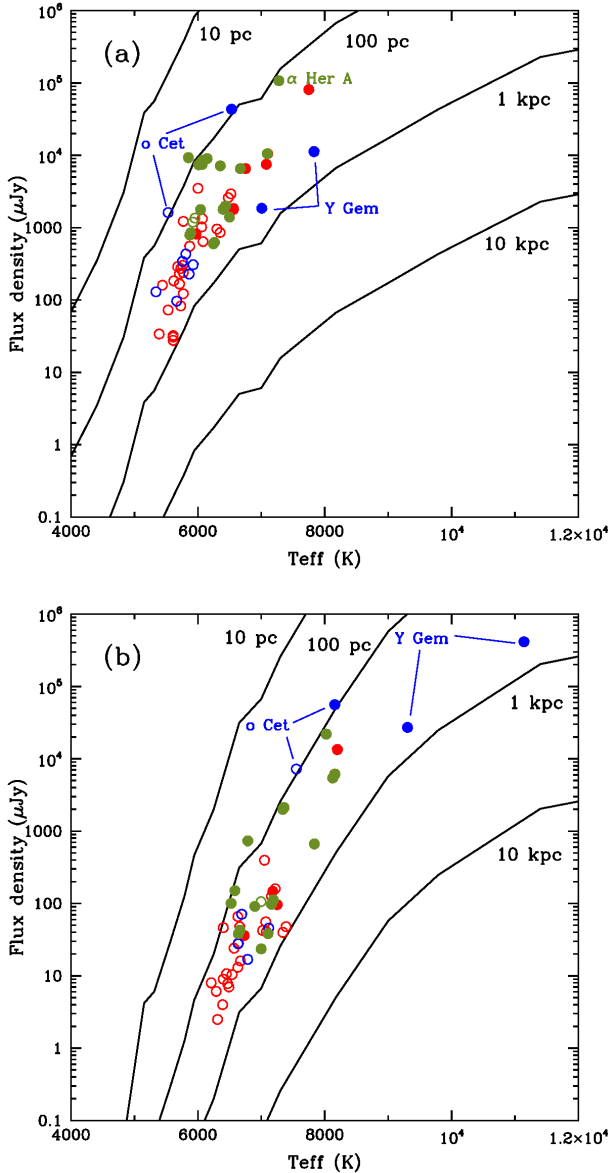 10⁶
10⁵
10⁴
1000
100
10
1
0.1
Flux density (μJy)
(a)
10 pc
100 pc
α Her A
1 kpc
o Cet
Y Gem
10 kpc
4000 6000 8000 10⁴ 1.2×10⁴
Teff (K)
10⁶
10⁵
10⁴
1000
100
10
1
0.1
Flux density (μJy)
(b)
10 pc
100 pc
Y Gem
1 kpc
o Cet
10 kpc
4000 6000 8000 10⁴ 1.2×10⁴
Teff (K)